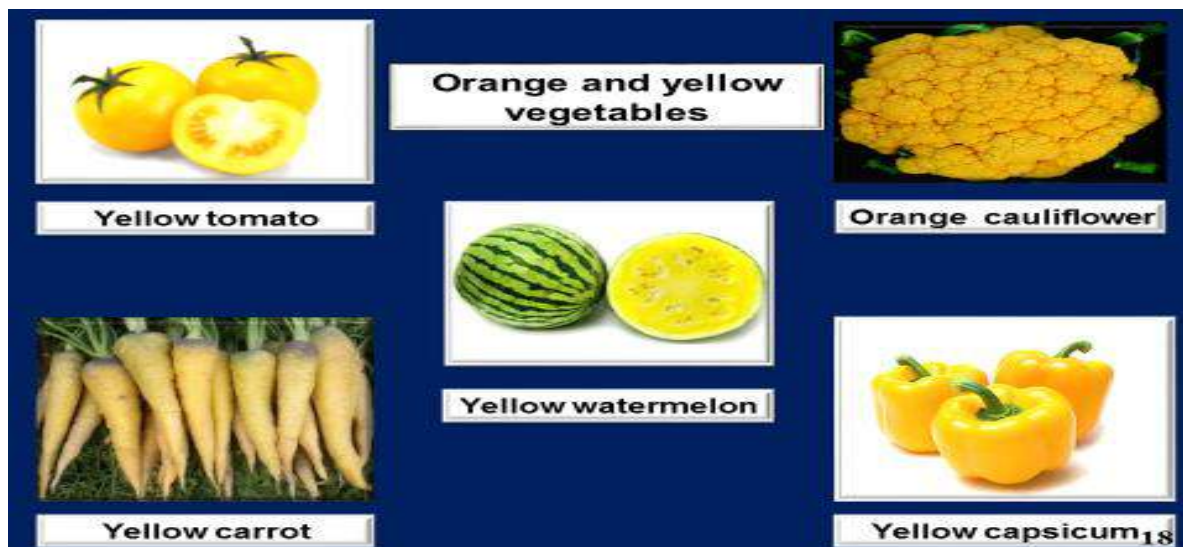 Orange and yellow
vegetables
Yellow tomato
Orange cauliflower
Yellow watermelon
Yellow carrot
Yellow capsicum
18